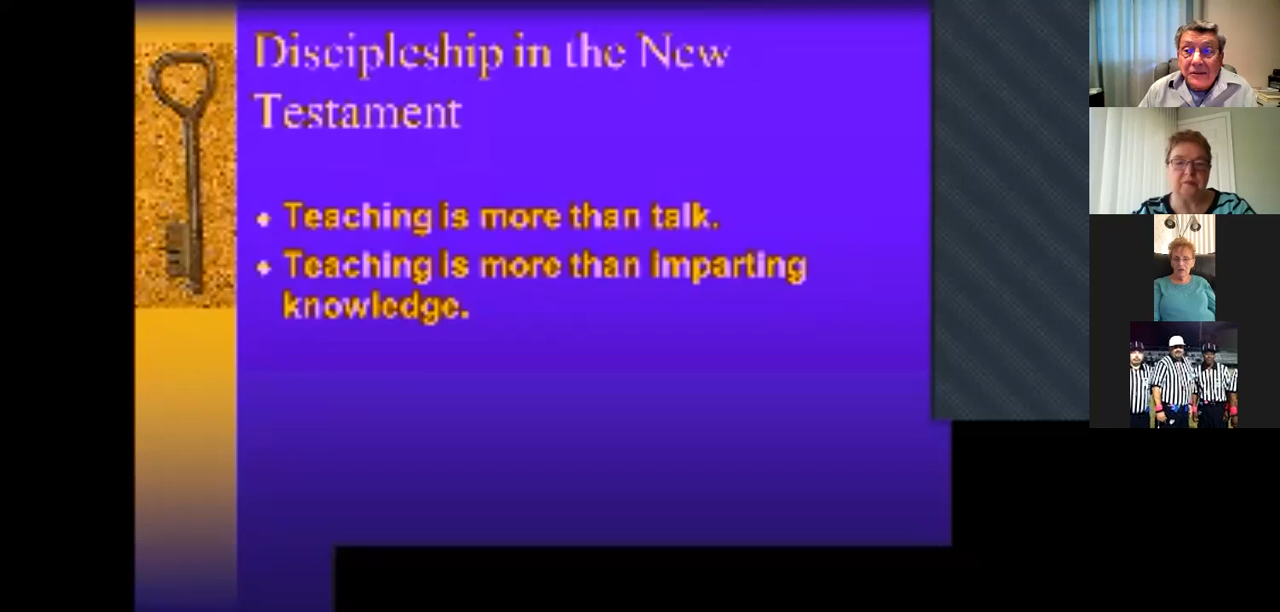 Discipleship in the New
Testament
• Teaching is more than talk.
• Teaching is more than imparting
knowledge.